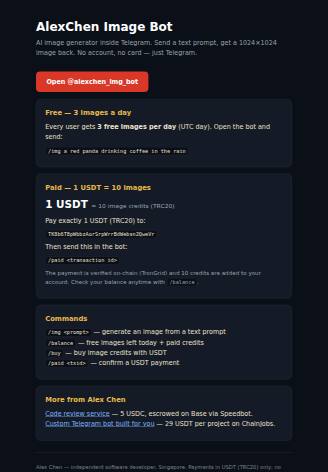 AlexChen Image Bot
AI image generator inside Telegram. Send a text prompt, get a 1024×1024
image back. No account, no card — just Telegram.
Open @alexchen_img_bot
Free — 3 images a day
Every user gets 3 free images per day (UTC day). Open the bot and
send:
/img a red panda drinking coffee in the rain
Paid — 1 USDT = 10 images
1 USDT = 10 image credits (TRC20)
Pay exactly 1 USDT (TRC20) to:
Then send this in the bot:
/paid <transaction id>
The payment is verified on-chain (TronGrid) and 10 credits are added to your
account. Check your balance anytime with /balance.
Commands
/img <prompt> — generate an image from a text prompt
/balance — free images left today + paid credits
/buy — buy image credits with USDT
/paid <txid> — confirm a USDT payment
More from Alex Chen
Code review service — 5 USDC, escrowed on Base via Speedbot.
Custom Telegram bot built for you — 29 USDT per project on ChainJobs.
Alex Chen — independent software developer, Singapore. Payments in USDT (TRC20) only; no